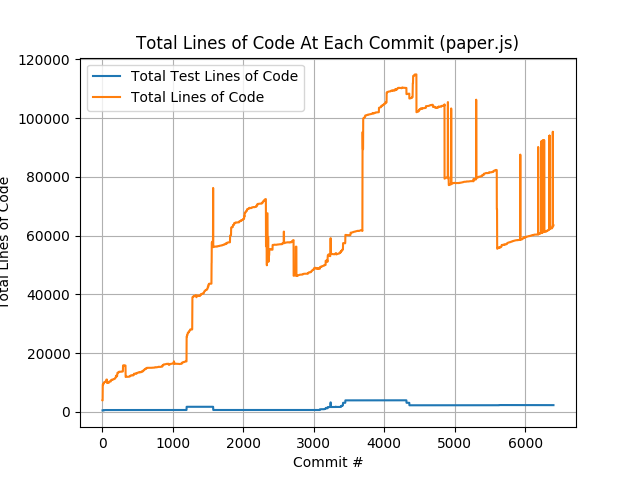 Total Lines of Code At Each Commit (paper.js)
Total Test Lines of Code
Total Lines of Code
Total Lines of Code
120000
100000
80000
60000
40000
20000
0
0 1000 2000 3000 4000 5000 6000
Commit #